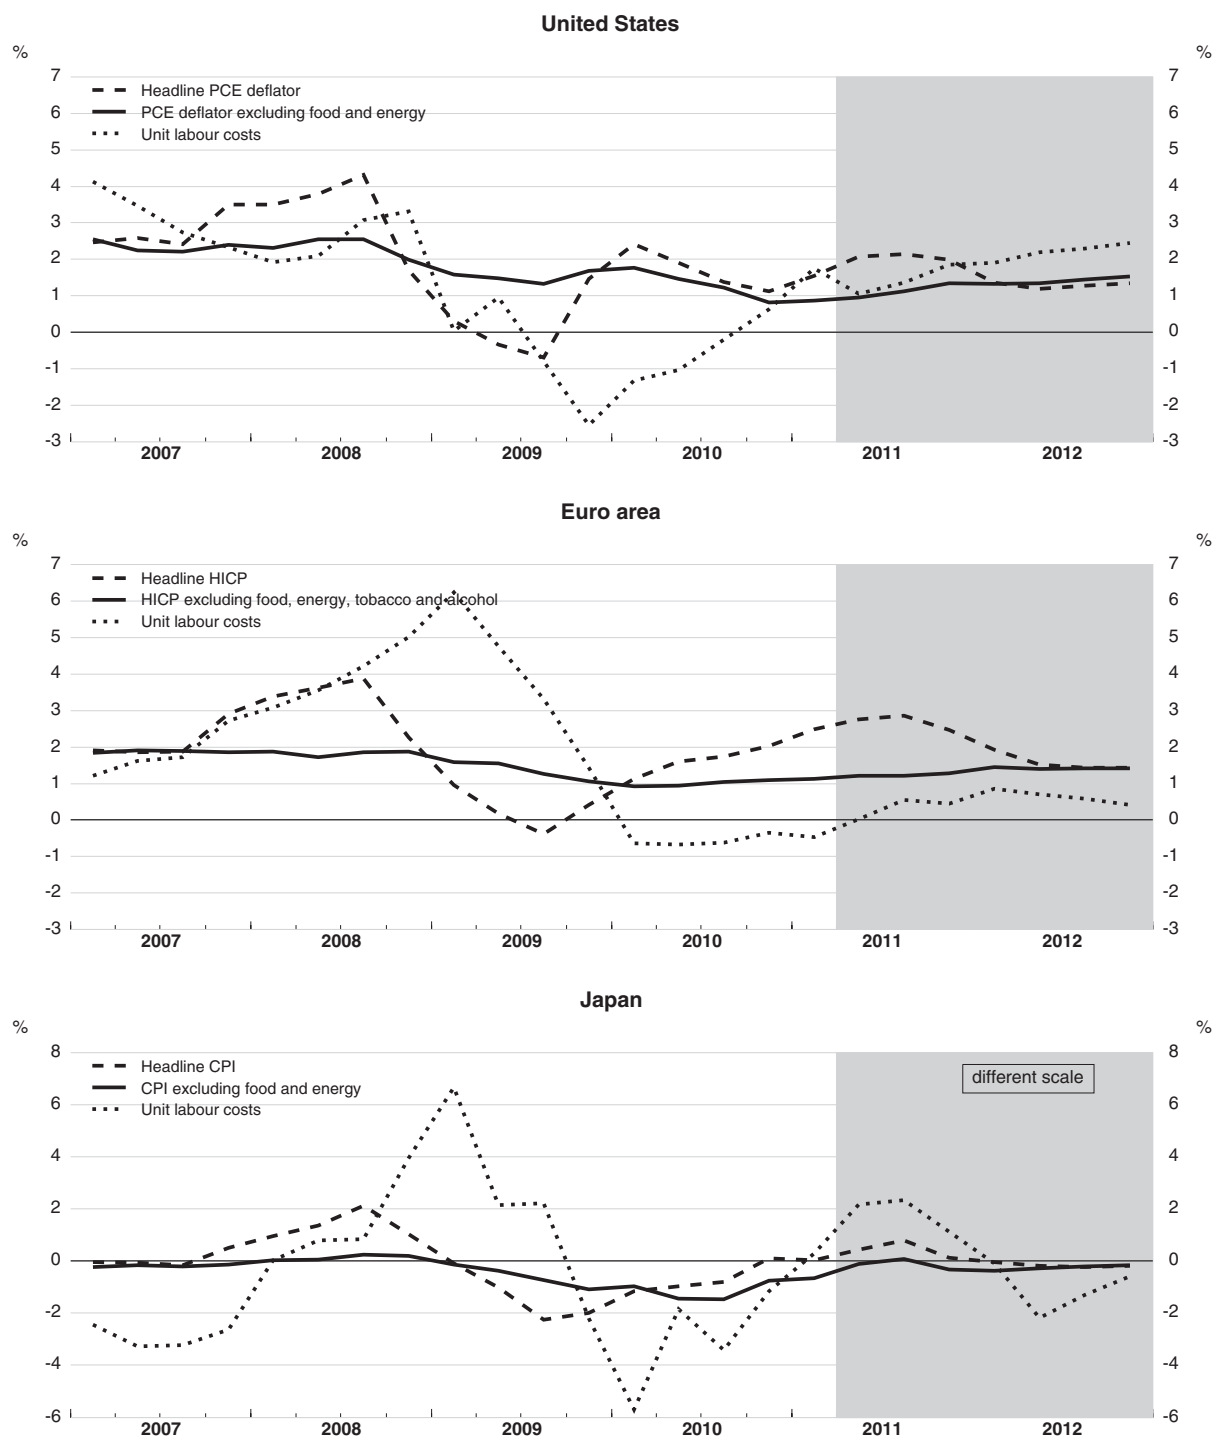 United States
% %
7 7
Headline PCE deflator
6 PCE deflator excluding food and energy 6
Unit labour costs
5 5
4 4
3 3
2 2
1 1
0 0
-1 -1
-2 -2
-3 -3
2007 2008 2009 2010 2011 2012
Euro area
% %
7 7
Headline HICP
6 HICP excluding food, energy, tobacco and alcohol 6
Unit labour costs
5 5
4 4
3 3
2 2
1 1
0 0
-1 -1
-2 -2
-3 -3
2007 2008 2009 2010 2011 2012
Japan
% %
8 8
Headline CPI
different scale
CPI excluding food and energy
6 Unit labour costs 6
4 4
2 2
0 0
-2 -2
-4 -4
-6 -6
2007 2008 2009 2010 2011 2012